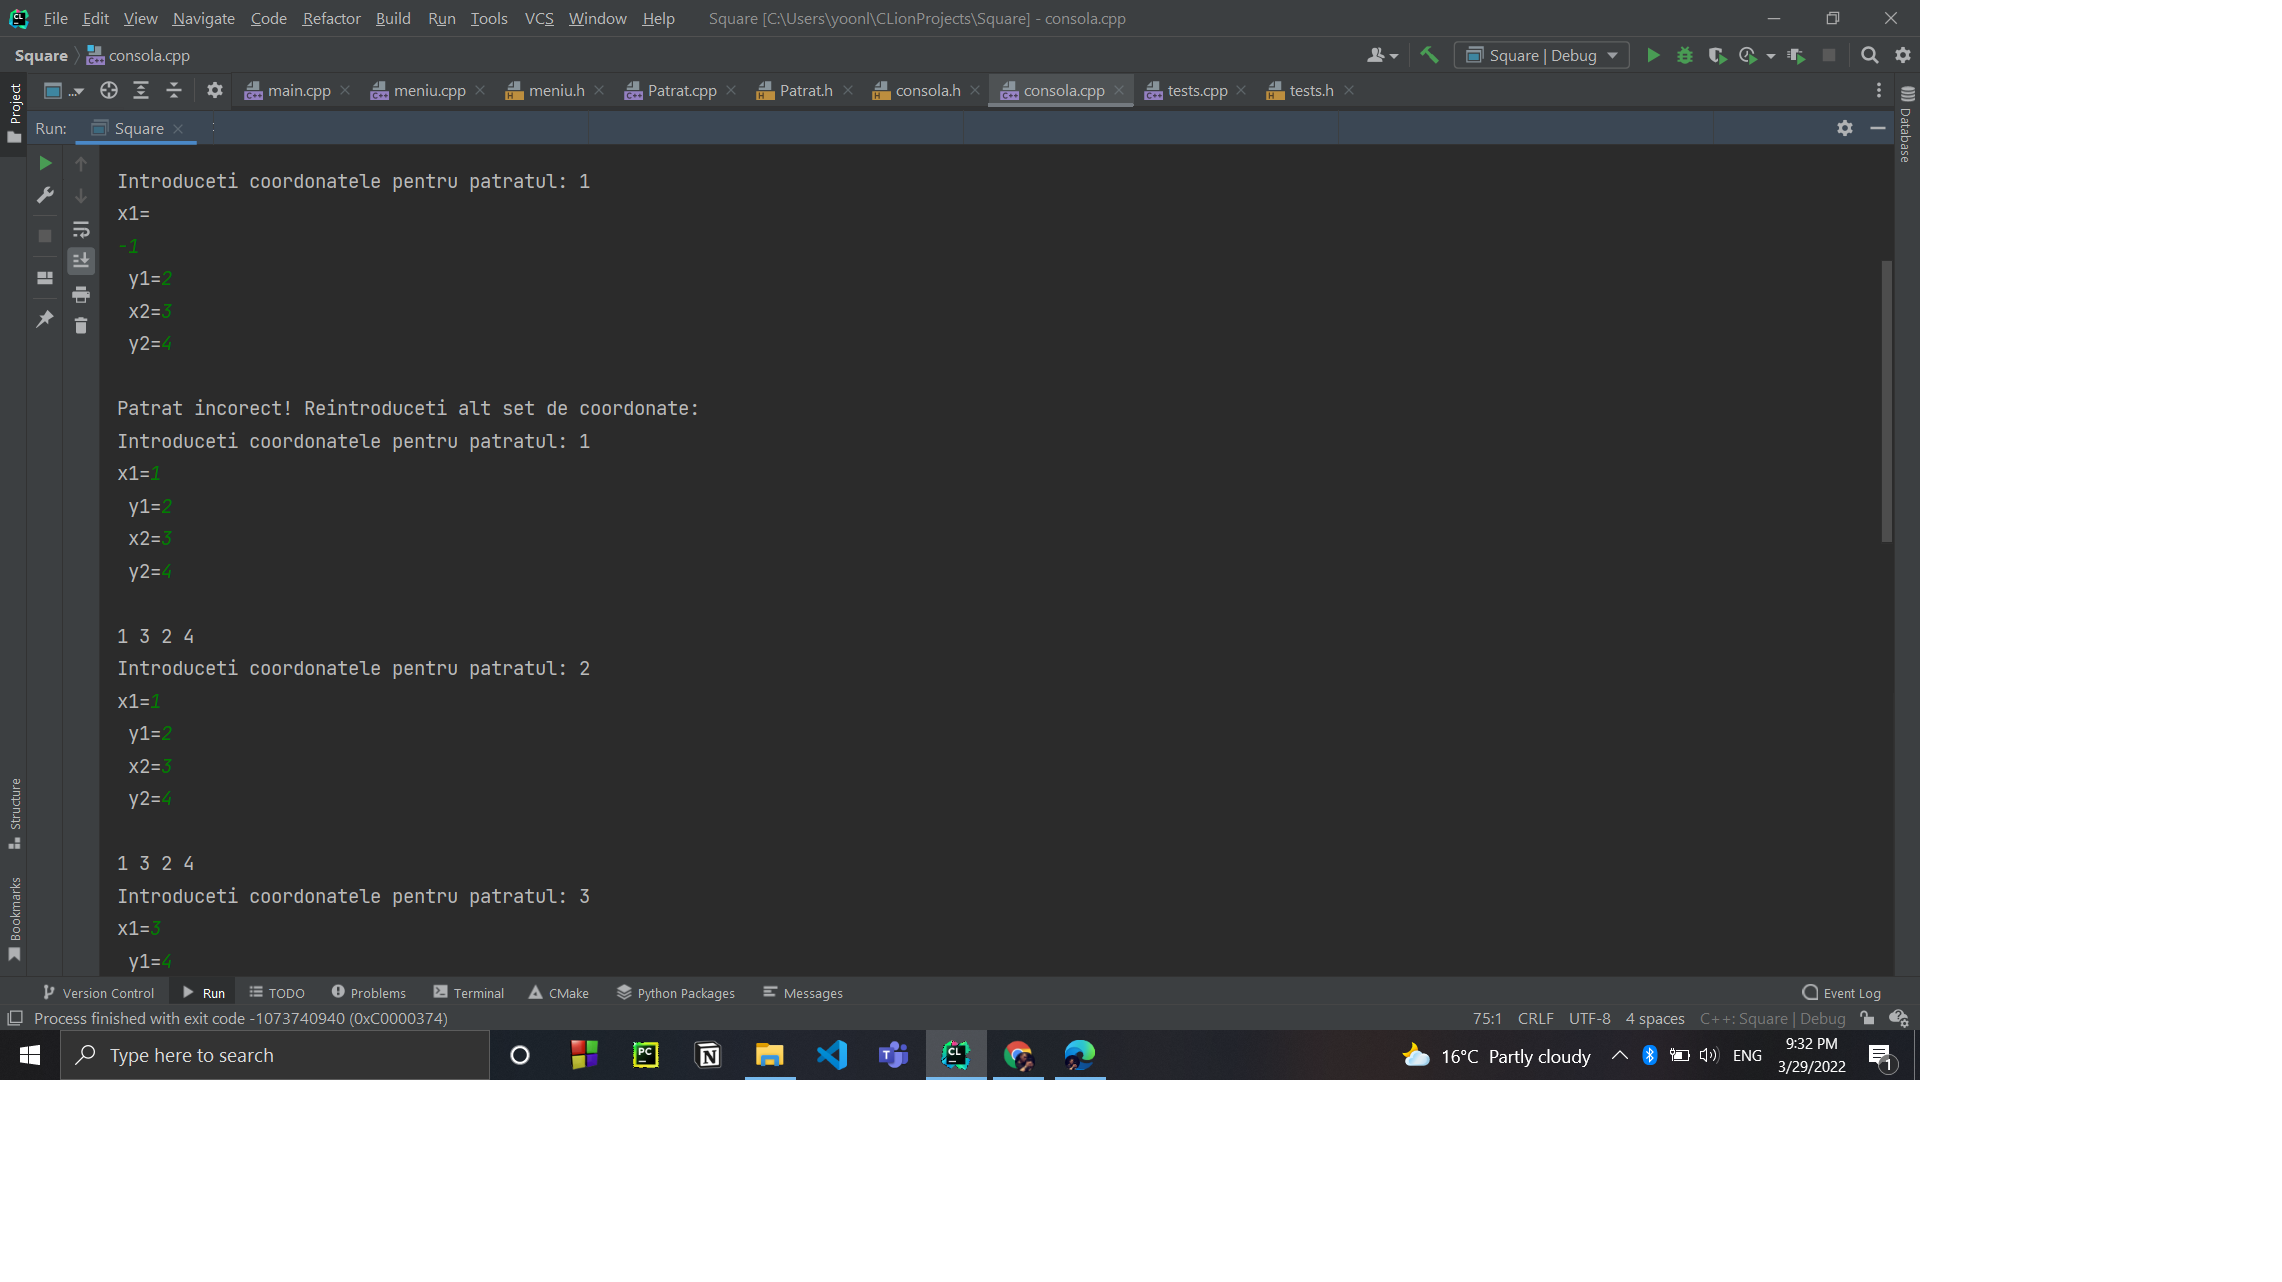 File Edit View Navigate Code Refactor Build Run Tools VCS Window Help Square [C:\Users\yoonl\CLionProjects\Square] - consola.cpp
Square consola.cpp Square | Debug
Project ... main.cpp meniu.cpp meniu.h Patrat.cpp Patrat.h consola.h consola.cpp tests.cpp tests.h Database
Run: Square
Introduceti coordonatele pentru patratul: 1
x1=
-1
y1=2
x2=3
y2=4
Patrat incorect! Reintroduceti alt set de coordonate:
Introduceti coordonatele pentru patratul: 1
x1=1
y1=2
x2=3
y2=4
1 3 2 4
Introduceti coordonatele pentru patratul: 2
x1=1
y1=2
x2=3
y2=4
1 3 2 4
Introduceti coordonatele pentru patratul: 3
x1=3
y1=4
Structure
Bookmarks
Version Control Run TODO Problems Terminal CMake Python Packages Messages Event Log
Process finished with exit code -1073740940 (0xC0000374) 75:1 CRLF UTF-8 4 spaces C++: Square | Debug
Type here to search 16°C Partly cloudy ENG 9:32 PM
3/29/2022 1